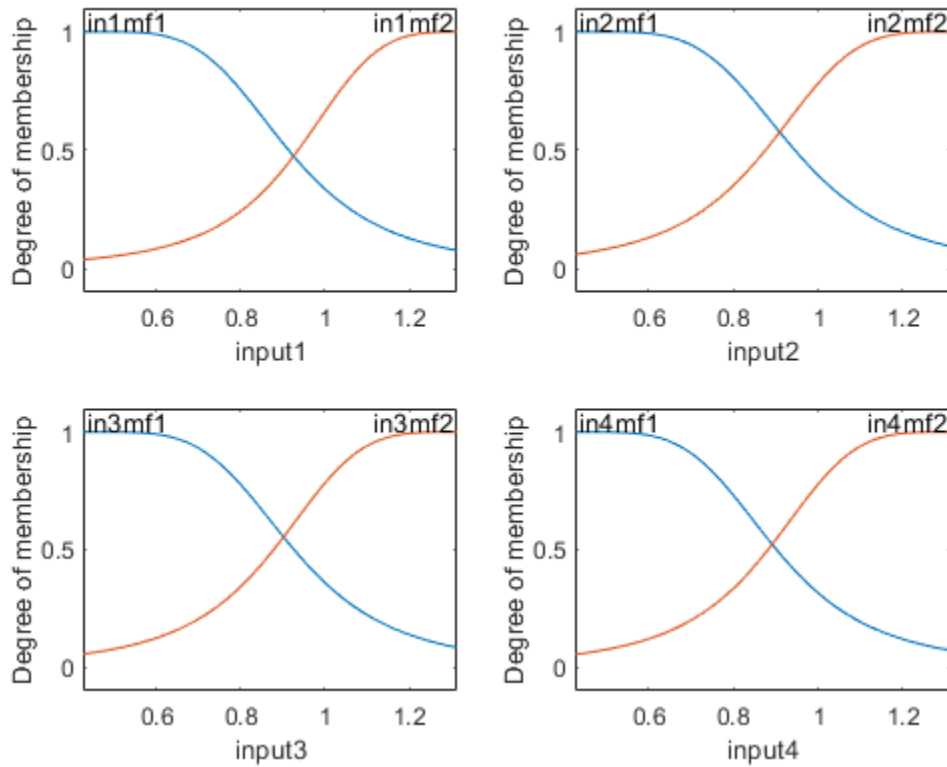 in1mf1 in1mf2
Degree of membership
1
0.5
0
0.6 0.8 1 1.2
input1
in2mf1 in2mf2
Degree of membership
1
0.5
0
0.6 0.8 1 1.2
input2
in3mf1 in3mf2
Degree of membership
1
0.5
0
0.6 0.8 1 1.2
input3
in4mf1 in4mf2
Degree of membership
1
0.5
0
0.6 0.8 1 1.2
input4